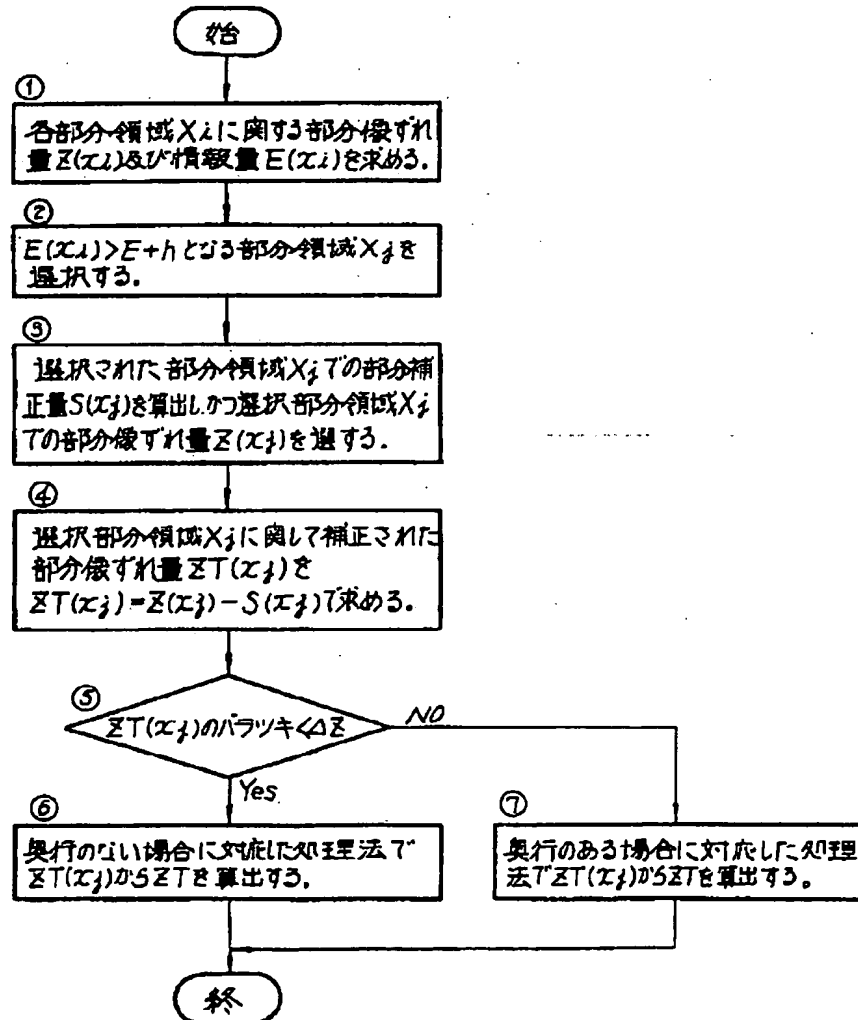 始
①
各部分領域Xiに関する部分像ずれ
量Z(xi)及び情報量E(xi)を求める.
②
E(xi)>E+hとなる部分領域Xjを
選択する.
③
選択された部分領域Xjでの部分補
正量S(xj)を算出しかつ選択部分領域Xj
での部分像ずれ量Z(xj)を選する.
④
選択部分領域Xjに関して補正された
部分像ずれ量ZT(xj)を
ZT(xj)=Z(xj)-S(xj)で求める.
⑤
ZT(xj)のバラツキ<ΔZ
NO
Yes
⑥
奥行のない場合に対応した処理法で
ZT(xj)からZTを算出する.
⑦
奥行のある場合に対応した処理
法でZT(xj)からZTを算出する.
終